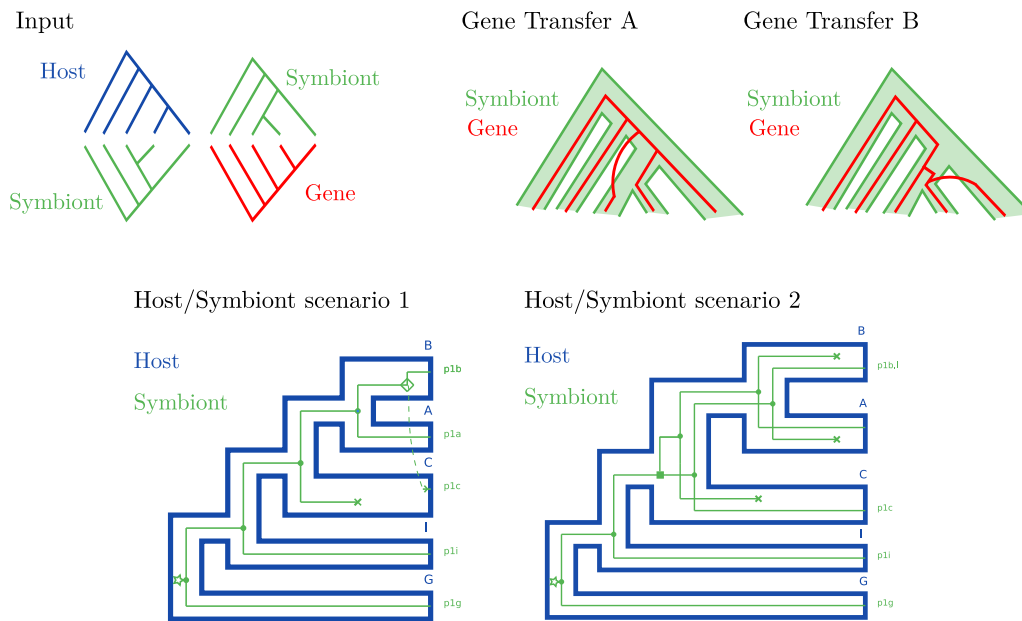 Input
Gene Transfer A
Gene Transfer B
Host
Symbiont
Symbiont
Gene
Symbiont
Gene
Symbiont
Gene
Host/Symbiont scenario 1
Host
Symbiont
B
p1b
A
p1a
C
p1c
I
p1i
G
p1g
Host/Symbiont scenario 2
Host
Symbiont
B
p1b,l
A
p1a
C
p1c
I
p1i
G
p1g